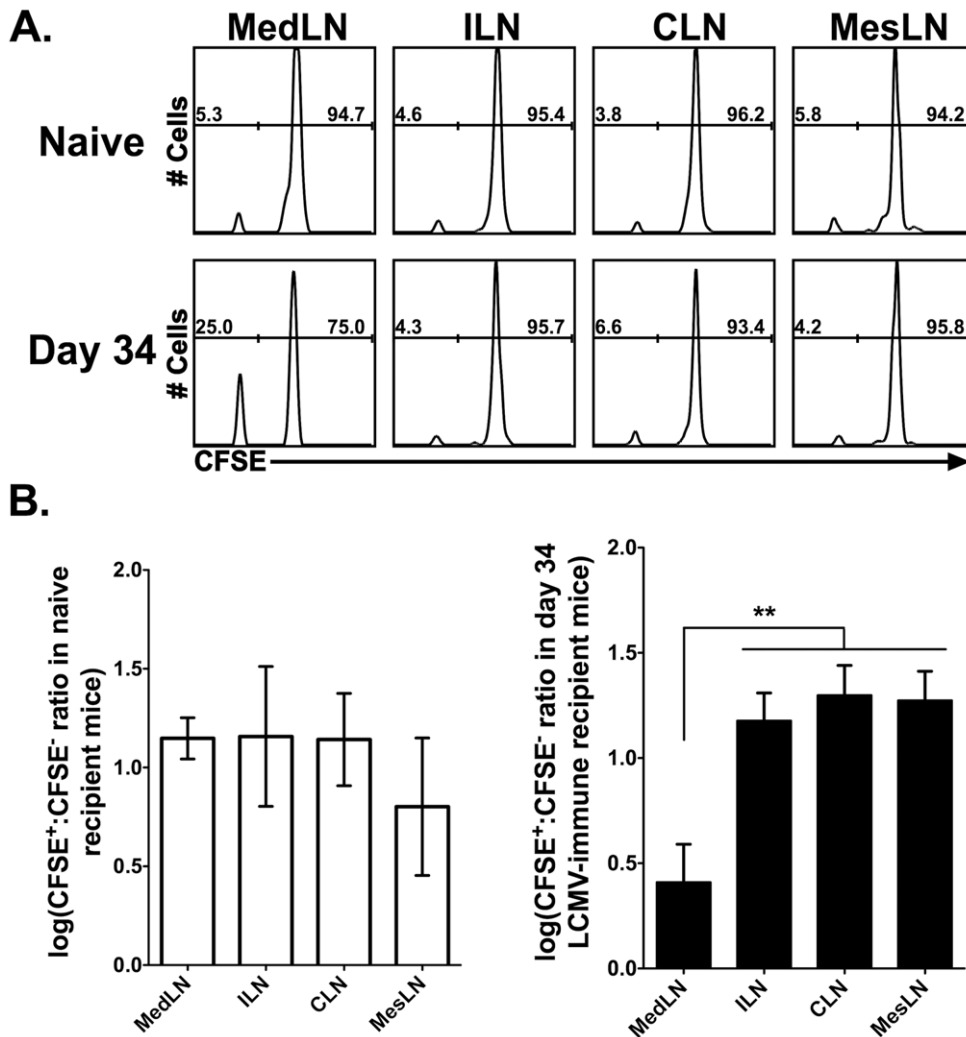 A.
MedLN ILN CLN MesLN
Naive
# Cells
5.3 94.7
4.6 95.4
3.8 96.2
5.8 94.2
Day 34
# Cells
25.0 75.0
4.3 95.7
6.6 93.4
4.2 95.8
CFSE
B.
log(CFSE⁺:CFSE⁻ ratio in naive
recipient mice)
2.0
1.5
1.0
0.5
0.0
MedLN ILN CLN MesLN
log(CFSE⁺:CFSE⁻ ratio in day 34
LCMV-immune recipient mice)
2.0
1.5
1.0
0.5
0.0
**
MedLN ILN CLN MesLN